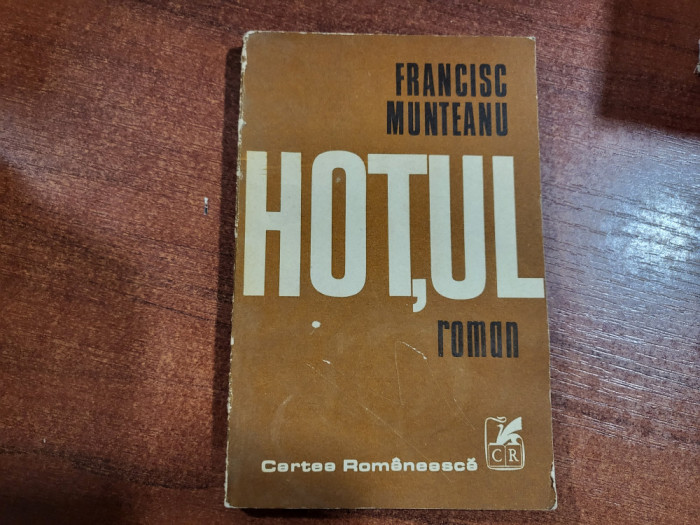 FRANCISC
MUNTEANU
HOȚUL
roman
Cartea Românească
CR